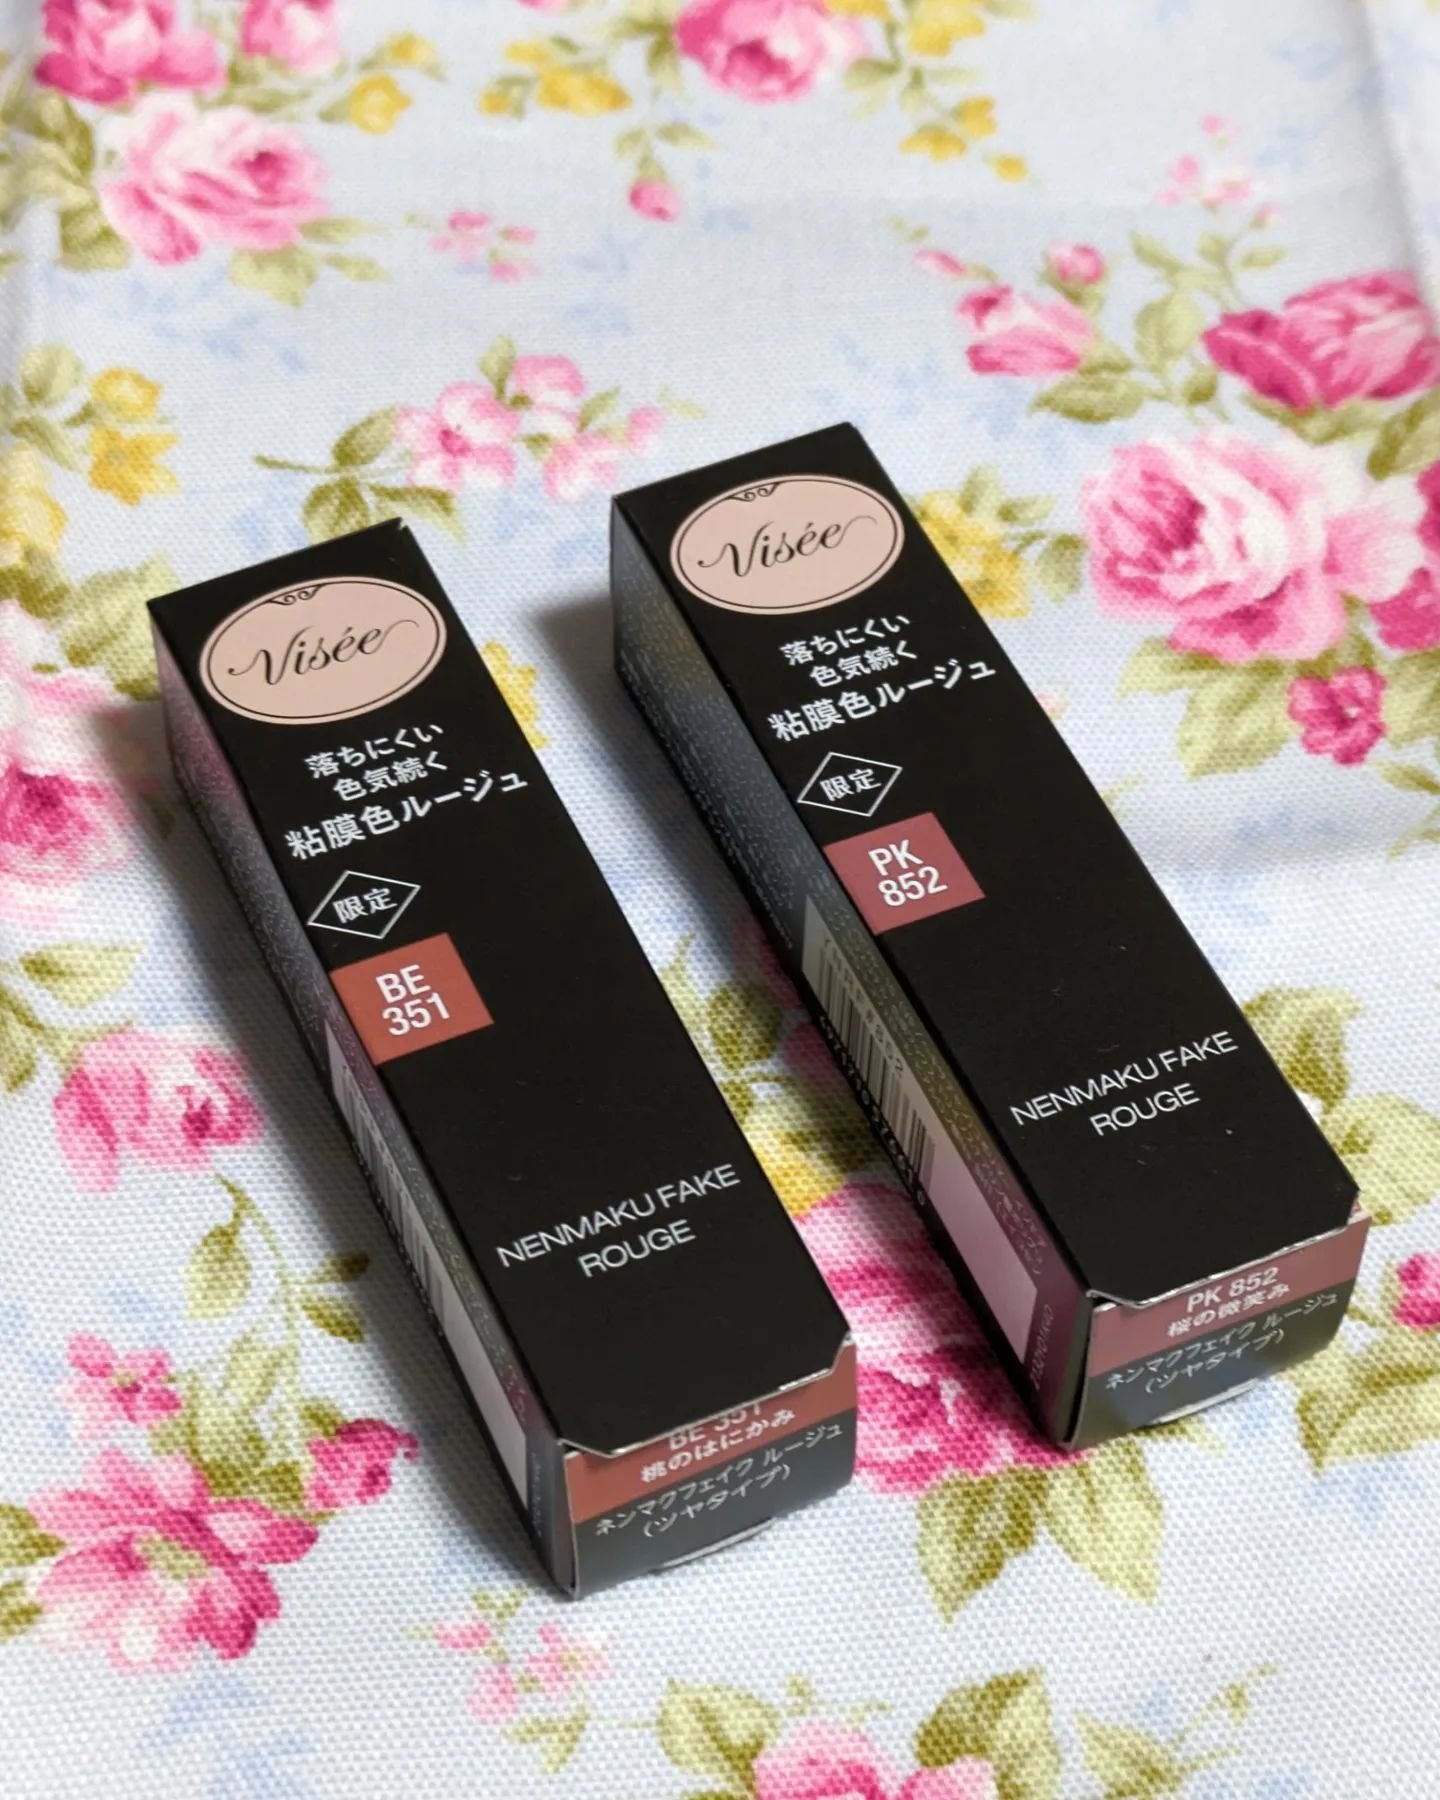 Visée
落ちにくい
色気続く
粘膜色ルージュ
限定
BE
351
NENMAKU FAKE
ROUGE
BE 351
桃のはにかみ
ネンマクフェイク ルージュ
(ツヤタイプ)
Visée
落ちにくい
色気続く
粘膜色ルージュ
限定
PK
852
NENMAKU FAKE
ROUGE
PK 852
桜の微笑み
ネンマクフェイク ルージュ
(ツヤタイプ)